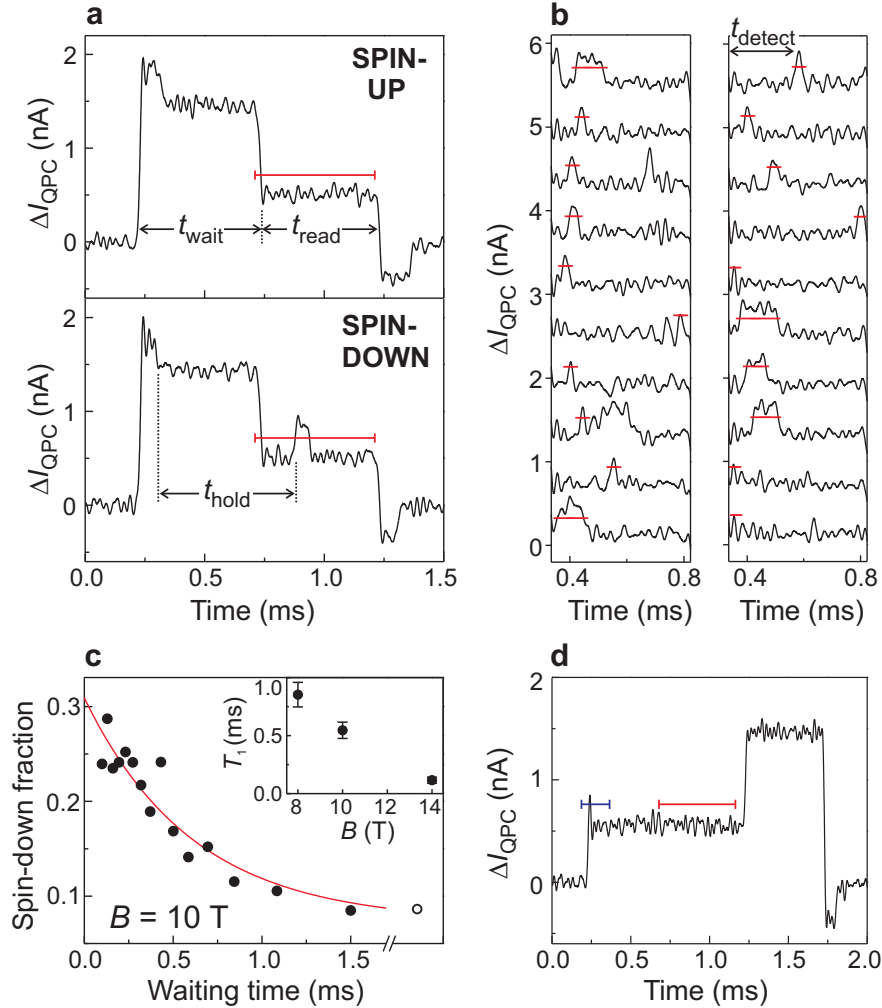 a
SPIN-
UP
ΔI_QPC (nA)
2
1
0
t_wait
t_read
SPIN-
DOWN
ΔI_QPC (nA)
2
1
0
t_hold
0.0 0.5 1.0 1.5
Time (ms)
b
t_detect
ΔI_QPC (nA)
6
5
4
3
2
1
0
0.4 0.8 0.4 0.8
Time (ms)
c
Spin-down fraction
0.3
0.2
0.1
T₁ (ms)
1.0
0.5
0.0
8 10 12 14
B (T)
B = 10 T
0.0 0.5 1.0 1.5
Waiting time (ms)
d
ΔI_QPC (nA)
2
1
0
0.0 0.5 1.0 1.5 2.0
Time (ms)